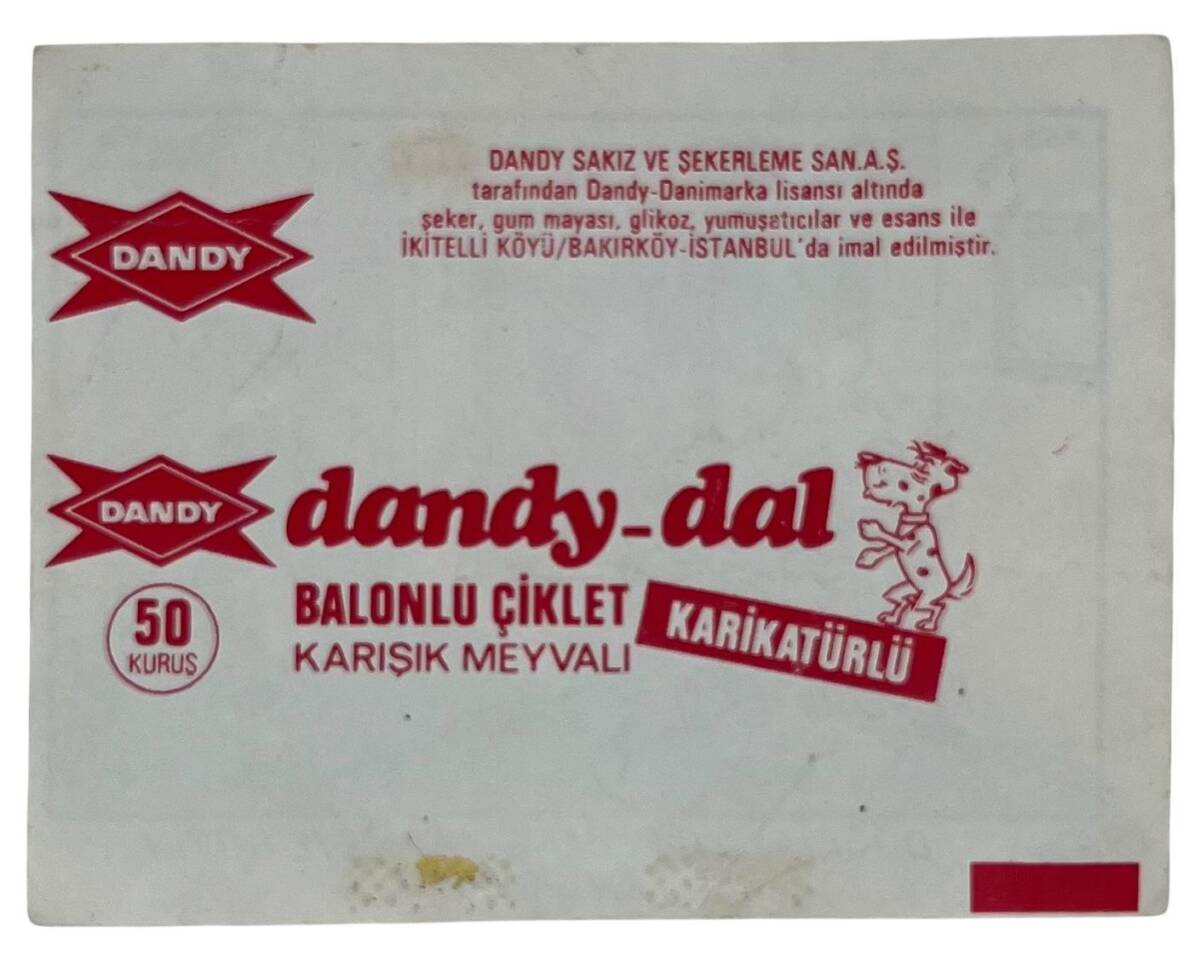 DANDY SAKIZ VE ŞEKERLEME SAN.A.Ş.
tarafından Dandy-Danimarka lisansı altında
şeker, gum mayası, glikoz, yumuşatıcılar ve esans ile
İKİTELLİ KÖYÜ/BAKIRKÖY-İSTANBUL'da imal edilmiştir.
DANDY
DANDY
dandy-dal
50
KURUŞ
BALONLU ÇİKLET
KARIŞIK MEYVALI
KARİKATÜRLÜ